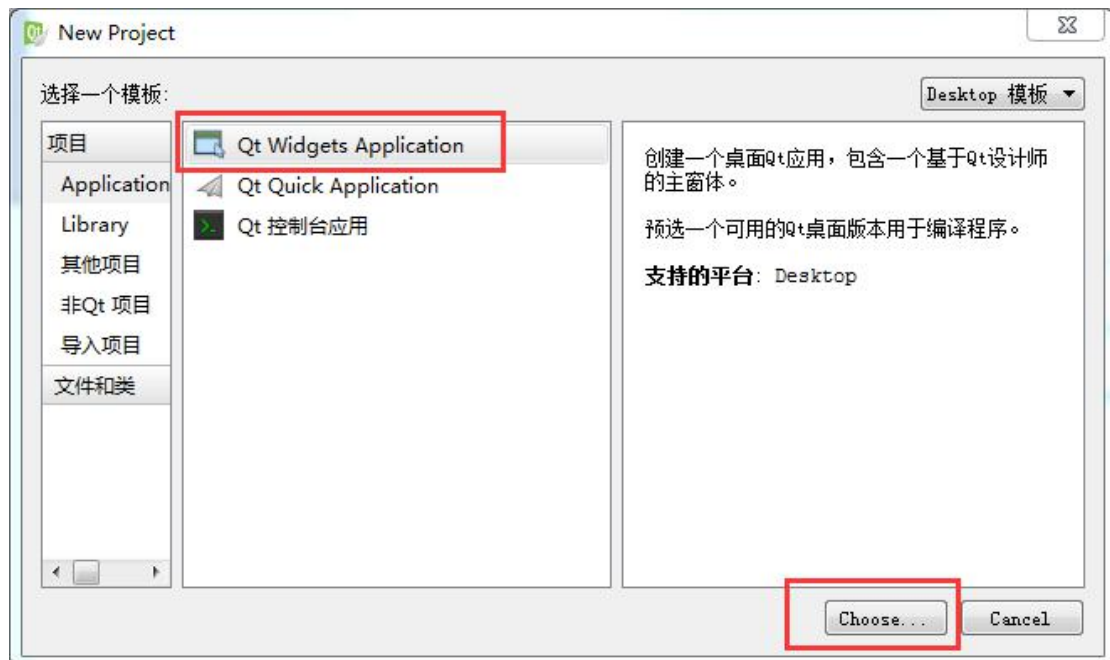 New Project
选择一个模板:
Desktop 模板
项目
Application
Library
其他项目
非Qt 项目
导入项目
文件和类
Qt Widgets Application
Qt Quick Application
Qt 控制台应用
创建一个桌面Qt应用，包含一个基于Qt设计师
的主窗体。
预选一个可用的Qt桌面版本用于编译程序。
支持的平台: Desktop
Choose...
Cancel